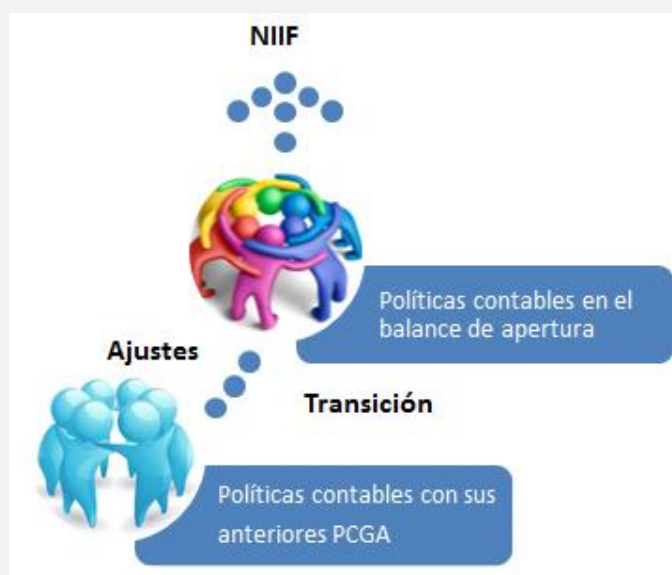 NIIF
Políticas contables en el
balance de apertura
Ajustes
Transición
Políticas contables con sus
anteriores PCGA